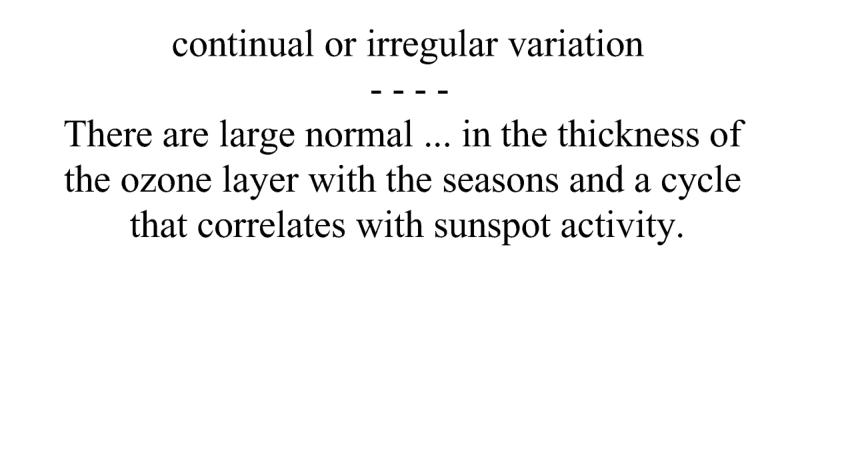 continual or irregular variation
- - - -
There are large normal ... in the thickness of
the ozone layer with the seasons and a cycle
that correlates with sunspot activity.